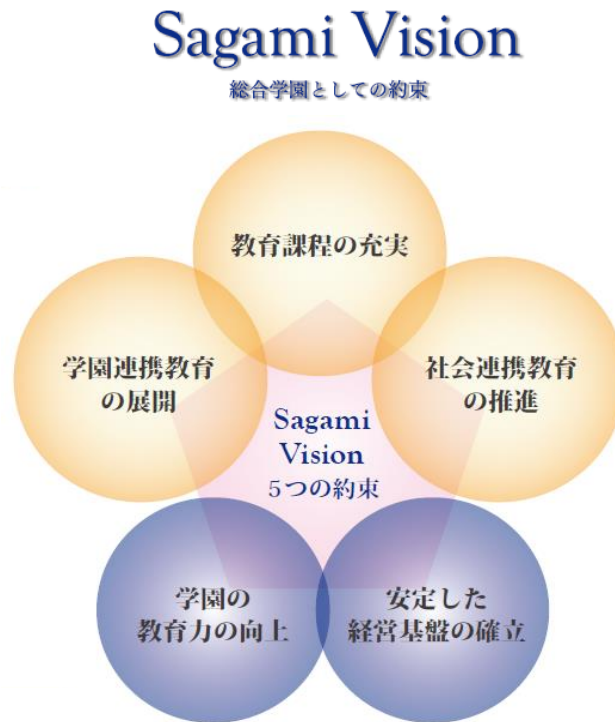 Sagami Vision
総合学園としての約束
教育課程の充実
学園連携教育
の展開
社会連携教育
の推進
Sagami
Vision
5つの約束
学園の
教育力の向上
安定した
経営基盤の確立